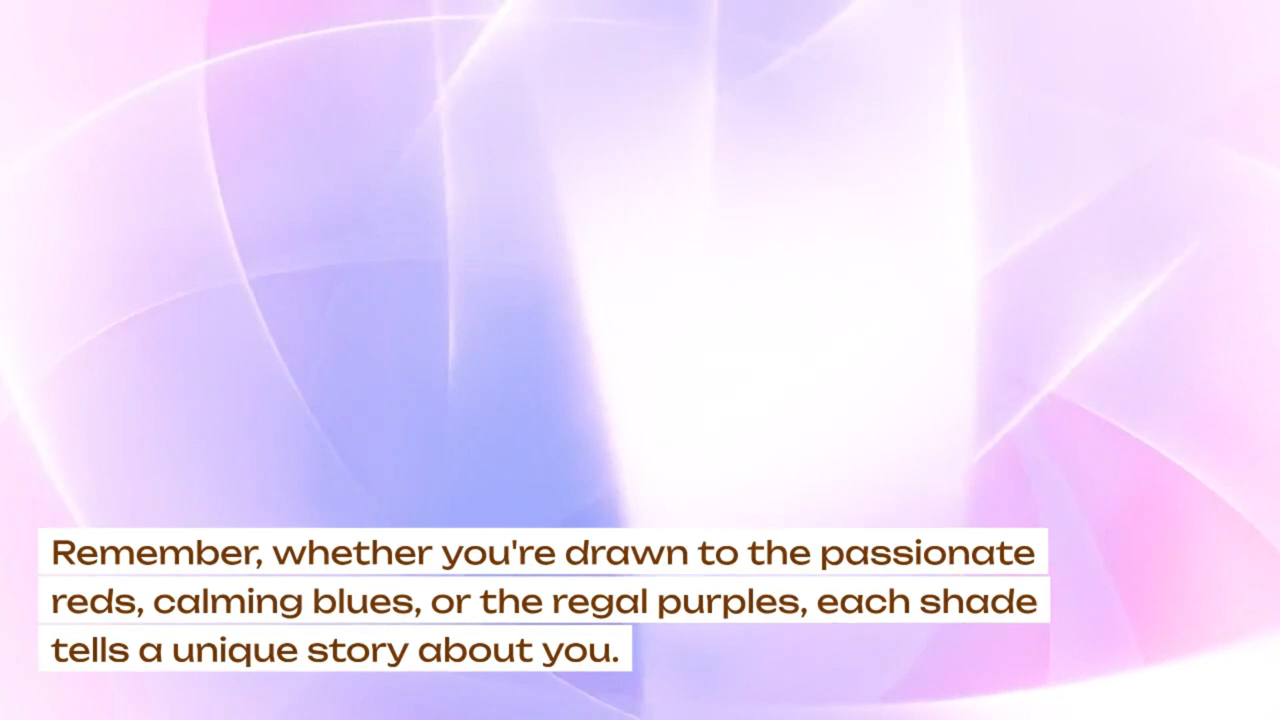 Remember, whether you're drawn to the passionate
reds, calming blues, or the regal purples, each shade
tells a unique story about you.